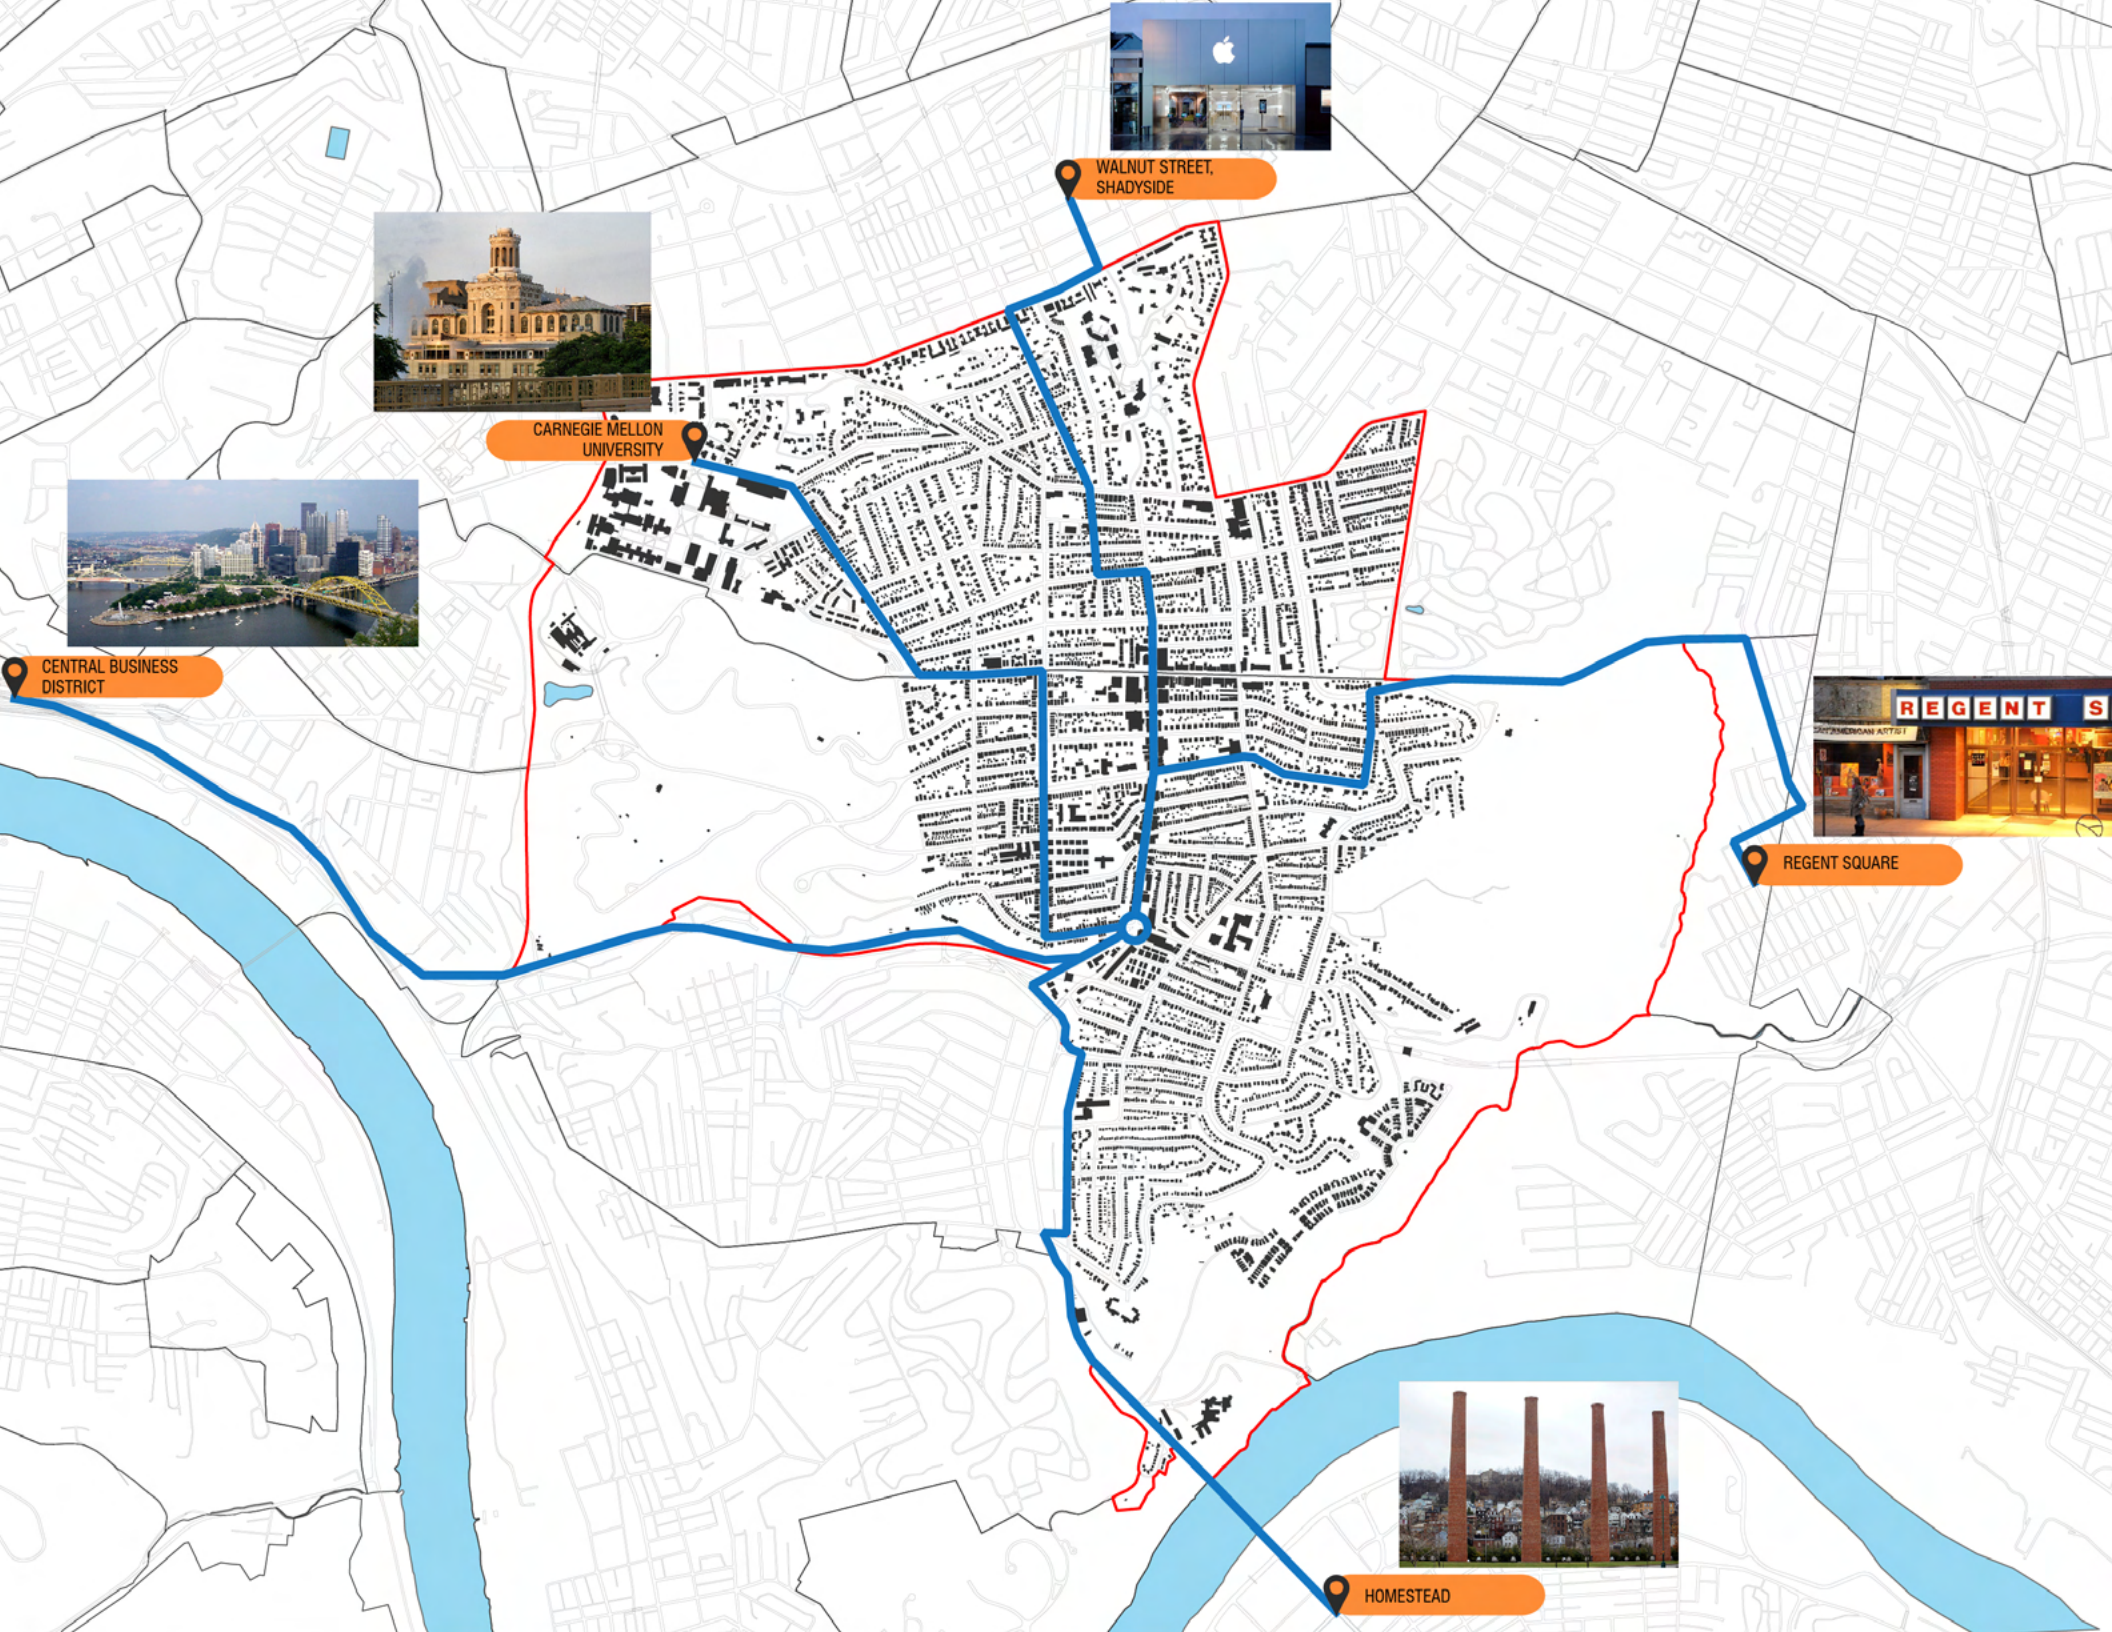 WALNUT STREET,
SHADYSIDE
CARNEGIE MELLON
UNIVERSITY
CENTRAL BUSINESS
DISTRICT
REGENT S
REGENT SQUARE
HOMESTEAD